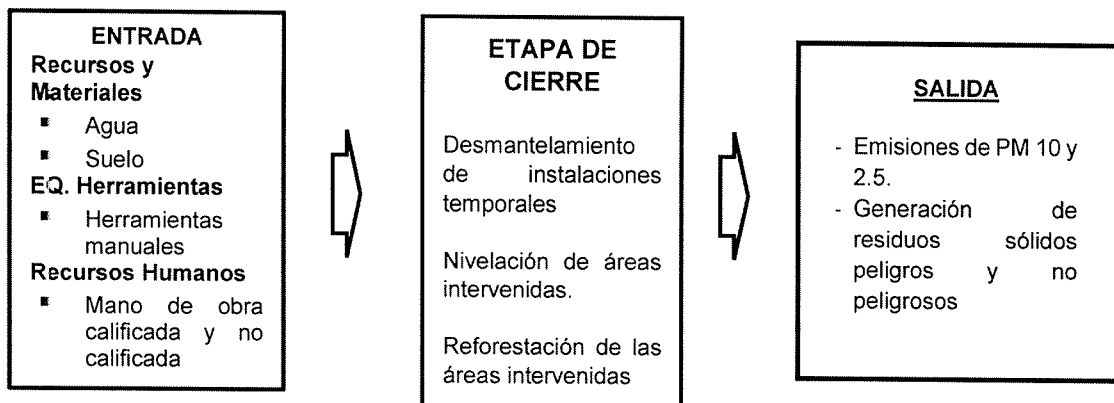 ENTRADA
Recursos y
Materiales
▪ Agua
▪ Suelo
EQ. Herramientas
▪ Herramientas
manuales
Recursos Humanos
▪ Mano de obra
calificada y no
calificada
ETAPA DE
CIERRE
Desmantelamiento
de instalaciones
temporales
Nivelación de áreas
intervenidas.
Reforestación de las
áreas intervenidas
SALIDA
- Emisiones de PM 10 y
2.5.
- Generación de
residuos sólidos
peligros y no
peligrosos